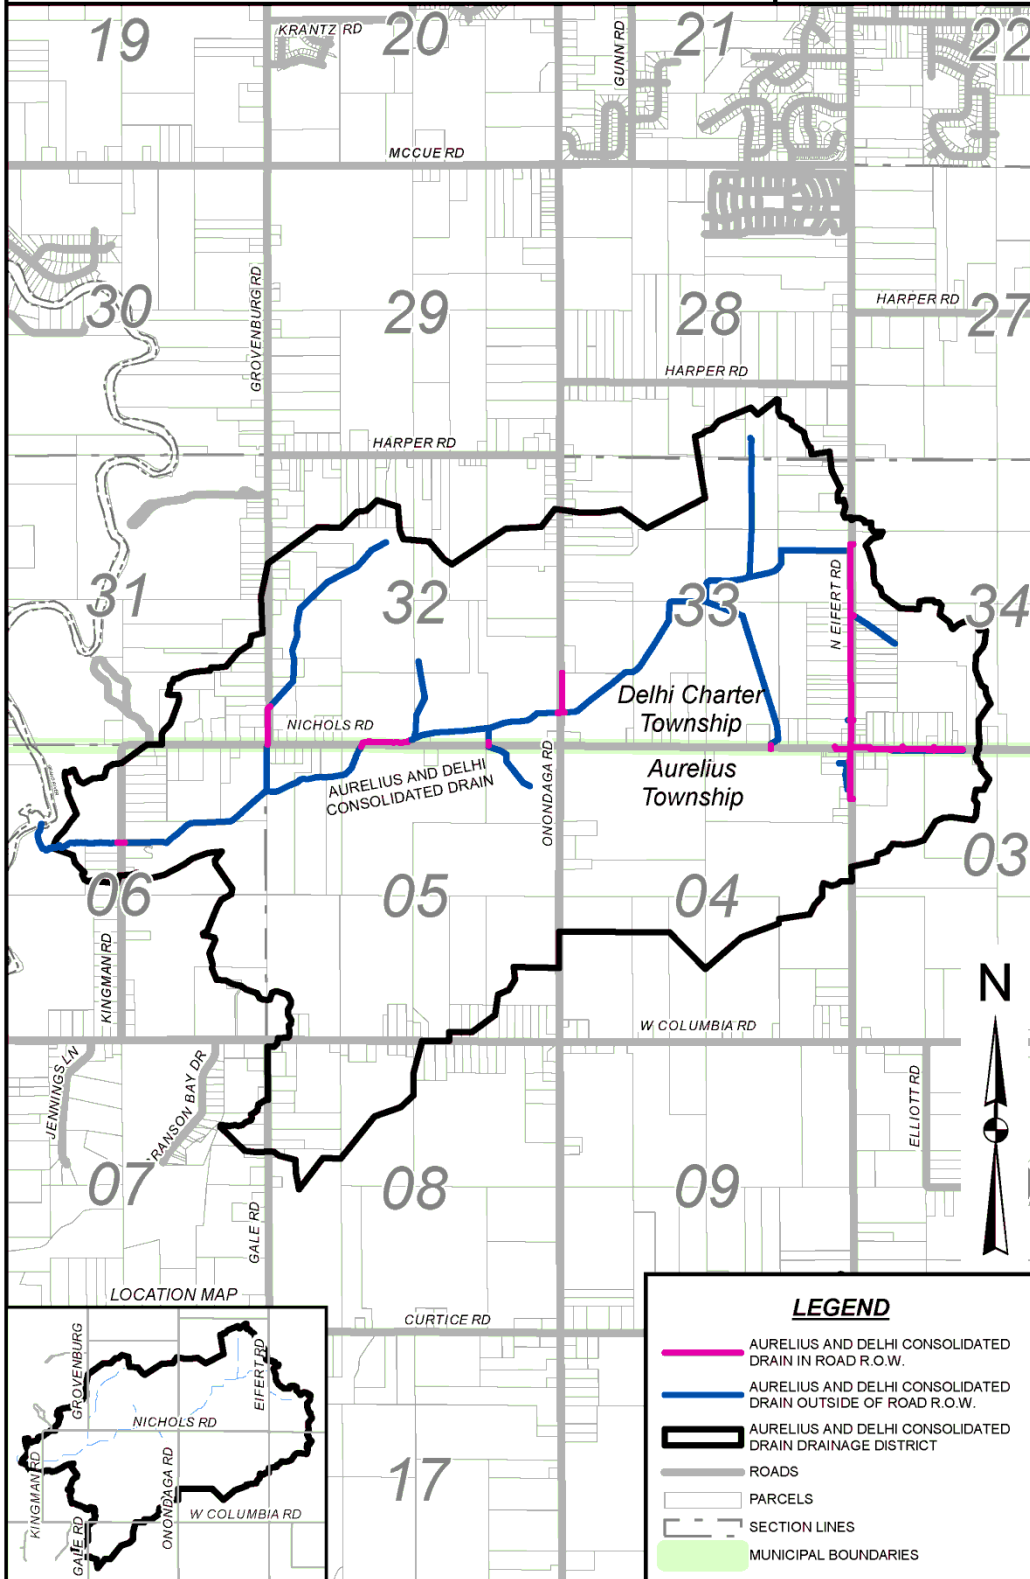 19
KRANTZ RD
20
GUNN RD
21
22
MCCUE RD
30
GROVENBURG RD
29
28
HARPER RD
27
HARPER RD
HARPER RD
31
32
33
N EIFERT RD
34
NICHOLS RD
Delhi Charter
Township
AURELIUS AND DELHI
CONSOLIDATED DRAIN
ONONDAGA RD
Aurelius
Township
06
05
04
03
KINGMAN RD
W COLUMBIA RD
N
JENNINGS LN
RANSON BAY DR
ELLIOTT RD
07
08
09
GALE RD
LOCATION MAP
CURTICE RD
17
GROVENBURG
EIFERT RD
NICHOLS RD
KINGMAN RD
ONONDAGA RD
W COLUMBIA RD
GALE RD
LEGEND
AURELIUS AND DELHI CONSOLIDATED
DRAIN IN ROAD R.O.W.
AURELIUS AND DELHI CONSOLIDATED
DRAIN OUTSIDE OF ROAD R.O.W.
AURELIUS AND DELHI CONSOLIDATED
DRAIN DRAINAGE DISTRICT
ROADS
PARCELS
SECTION LINES
MUNICIPAL BOUNDARIES